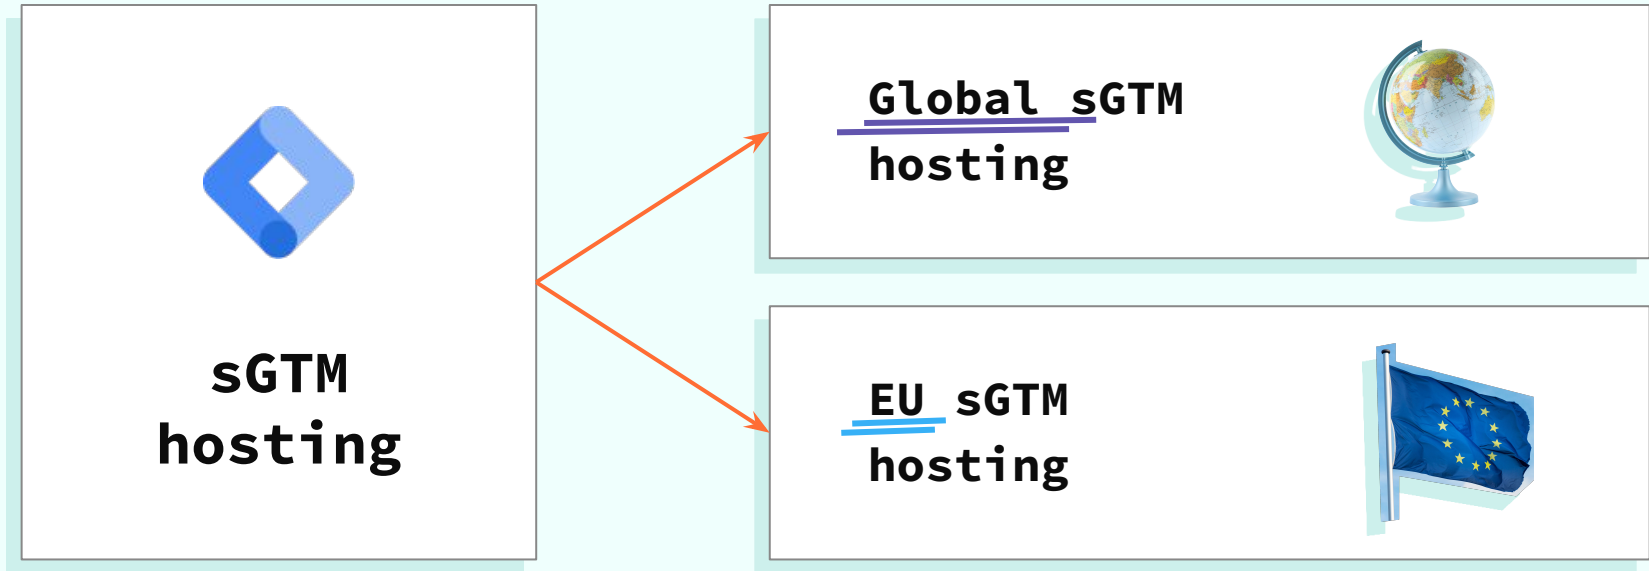 sGTM
hosting
Global sGTM
hosting
EU sGTM
hosting